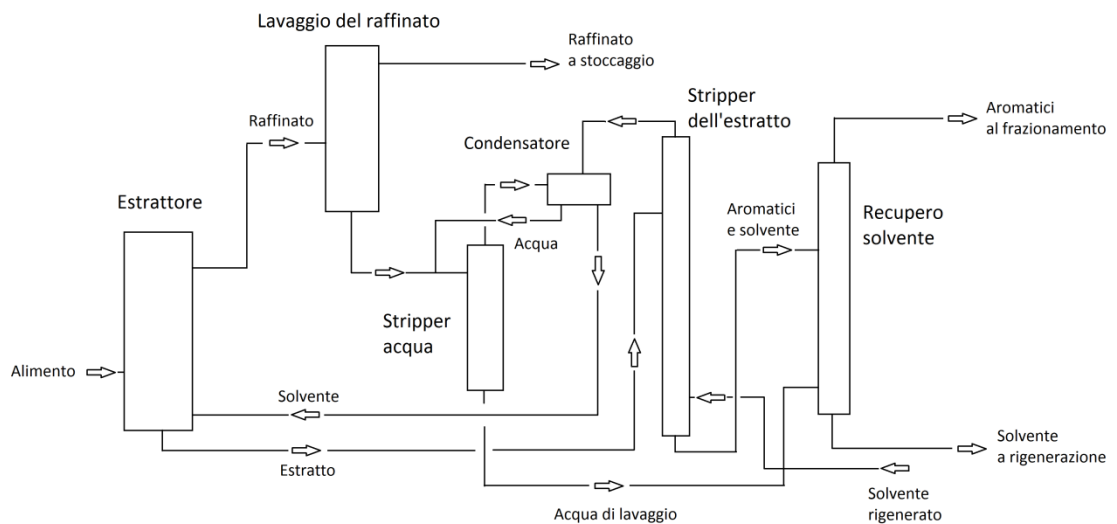 Lavaggio del raffinato
Raffinato
a stoccaggio
Stripper
dell'estratto
Aromatici
al frazionamento
Raffinato
Condensatore
Estrattore
Aromatici
e solvente
Recupero
solvente
Acqua
Stripper
acqua
Alimento
Solvente
Estratto
Solvente
a rigenerazione
Solvente
rigenerato
Acqua di lavaggio